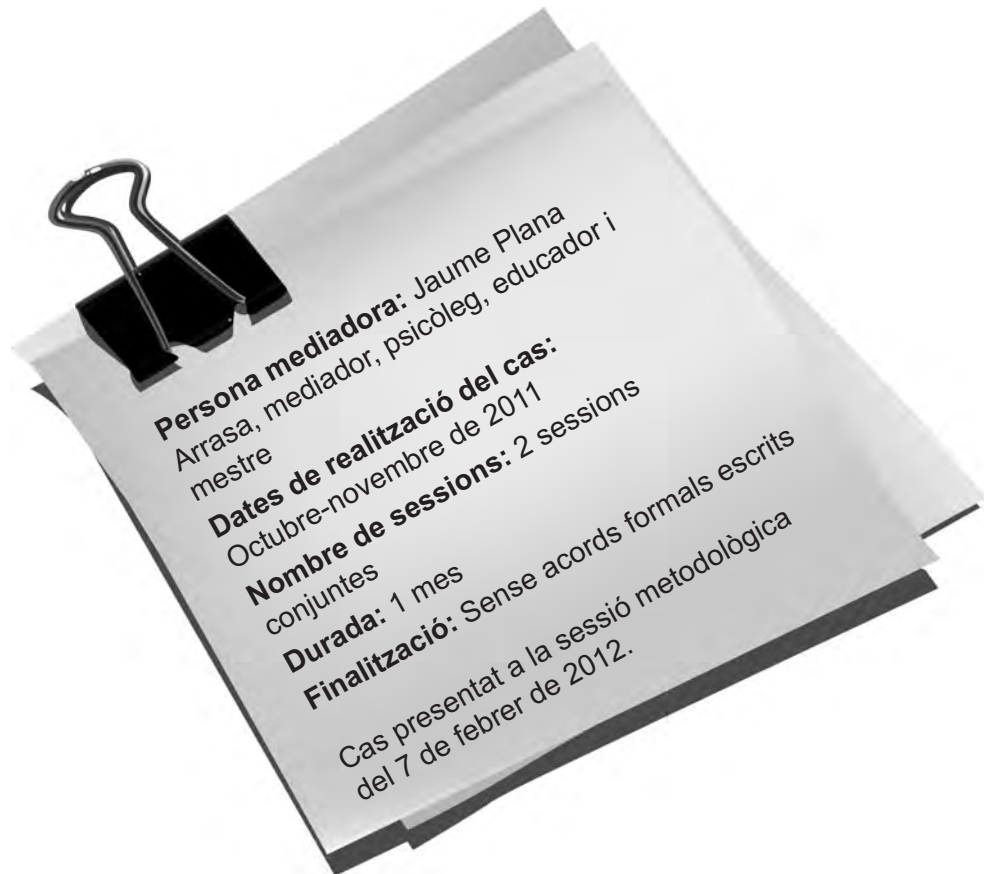 Persona mediadora: Jaume Plana
Arrasa, mediador, psicòleg, educador i
mestre
Dates de realització del cas:
Octubre-novembre de 2011
Nombre de sessions: 2 sessions
conjuntes
Durada: 1 mes
Finalització: Sense acords formals escrits
Cas presentat a la sessió metodològica
del 7 de febrer de 2012.